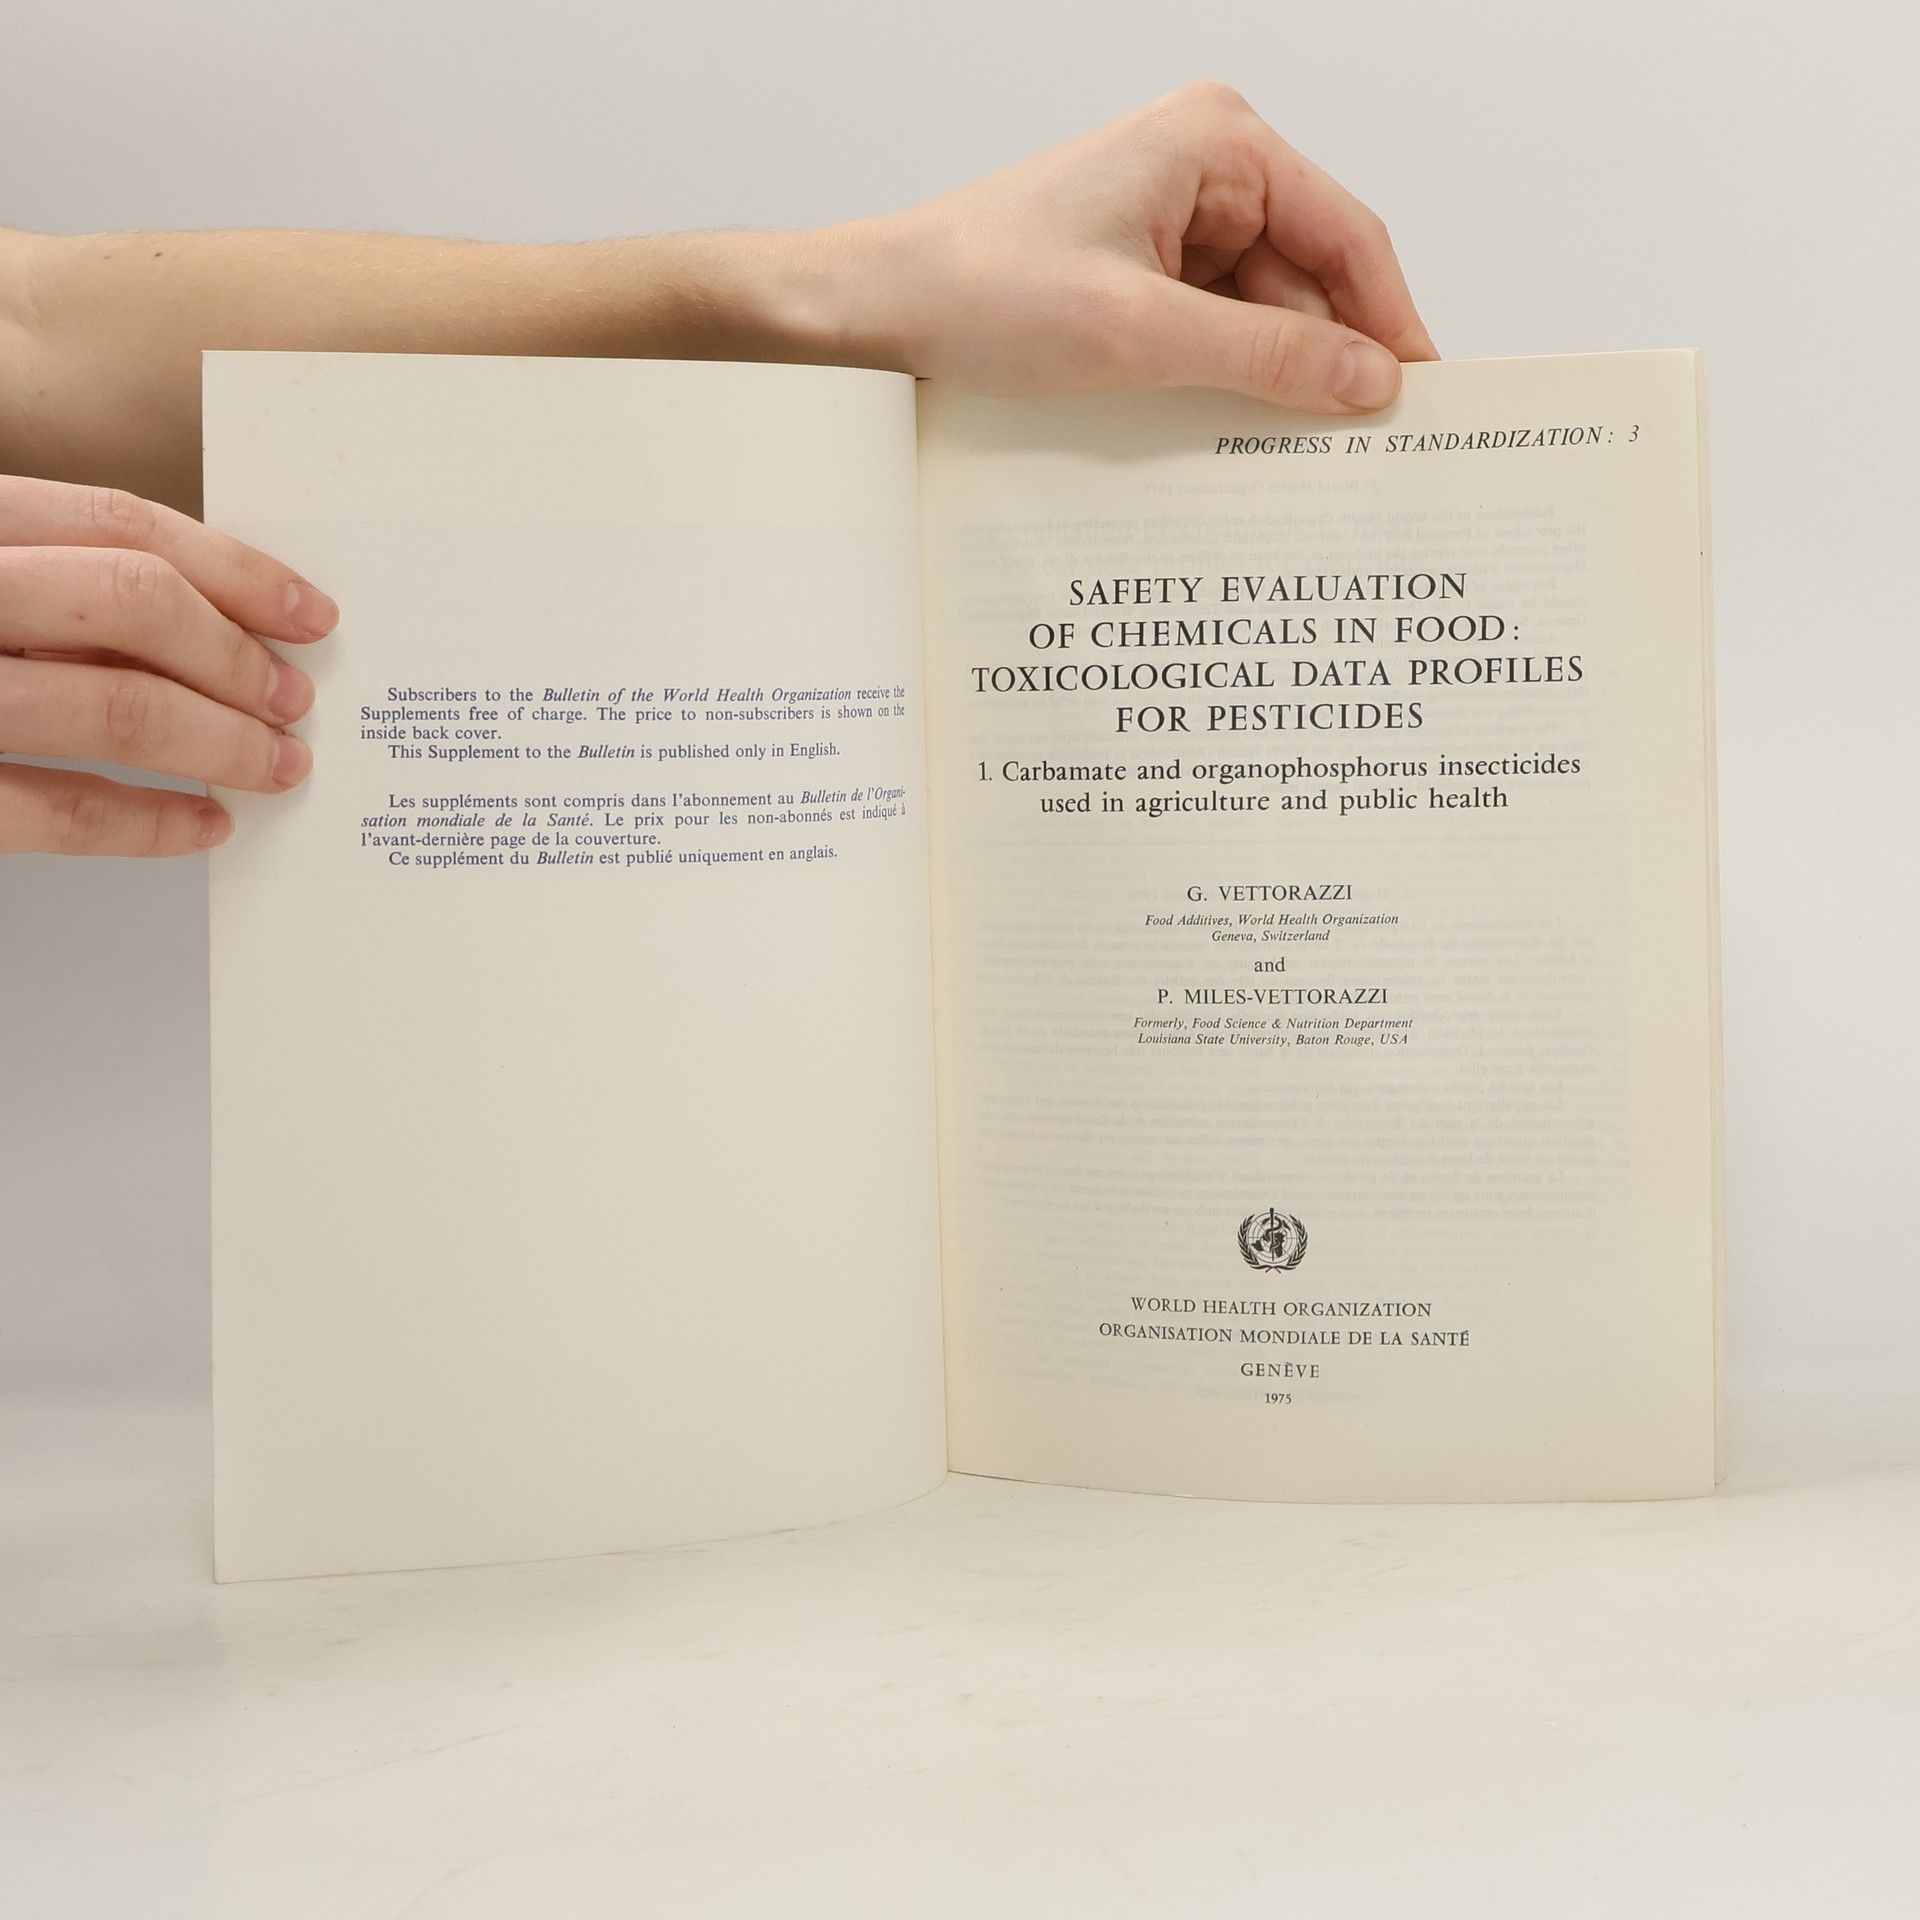 Subscribers to the Bulletin of the World Health Organization receive the
Supplements free of charge. The price to non-subscribers is shown on the
inside back cover.
This Supplement to the Bulletin is published only in English.
Les suppléments sont compris dans l'abonnement au Bulletin de l'Organi-
sation mondiale de la Santé. Le prix pour les non-abonnés est indiqué à
l'avant-dernière page de la couverture.
Ce supplément du Bulletin est publié uniquement en anglais.
PROGRESS IN STANDARDIZATION: 3
SAFETY EVALUATION
OF CHEMICALS IN FOOD:
TOXICOLOGICAL DATA PROFILES
FOR PESTICIDES
1. Carbamate and organophosphorus insecticides
used in agriculture and public health
G. VETTORAZZI
Food Additives, World Health Organization
Geneva, Switzerland
and
P. MILES-VETTORAZZI
Formerly, Food Science & Nutrition Department
Louisiana State University, Baton Rouge, USA
WORLD HEALTH ORGANIZATION
ORGANISATION MONDIALE DE LA SANTÉ
GENÈVE
1975